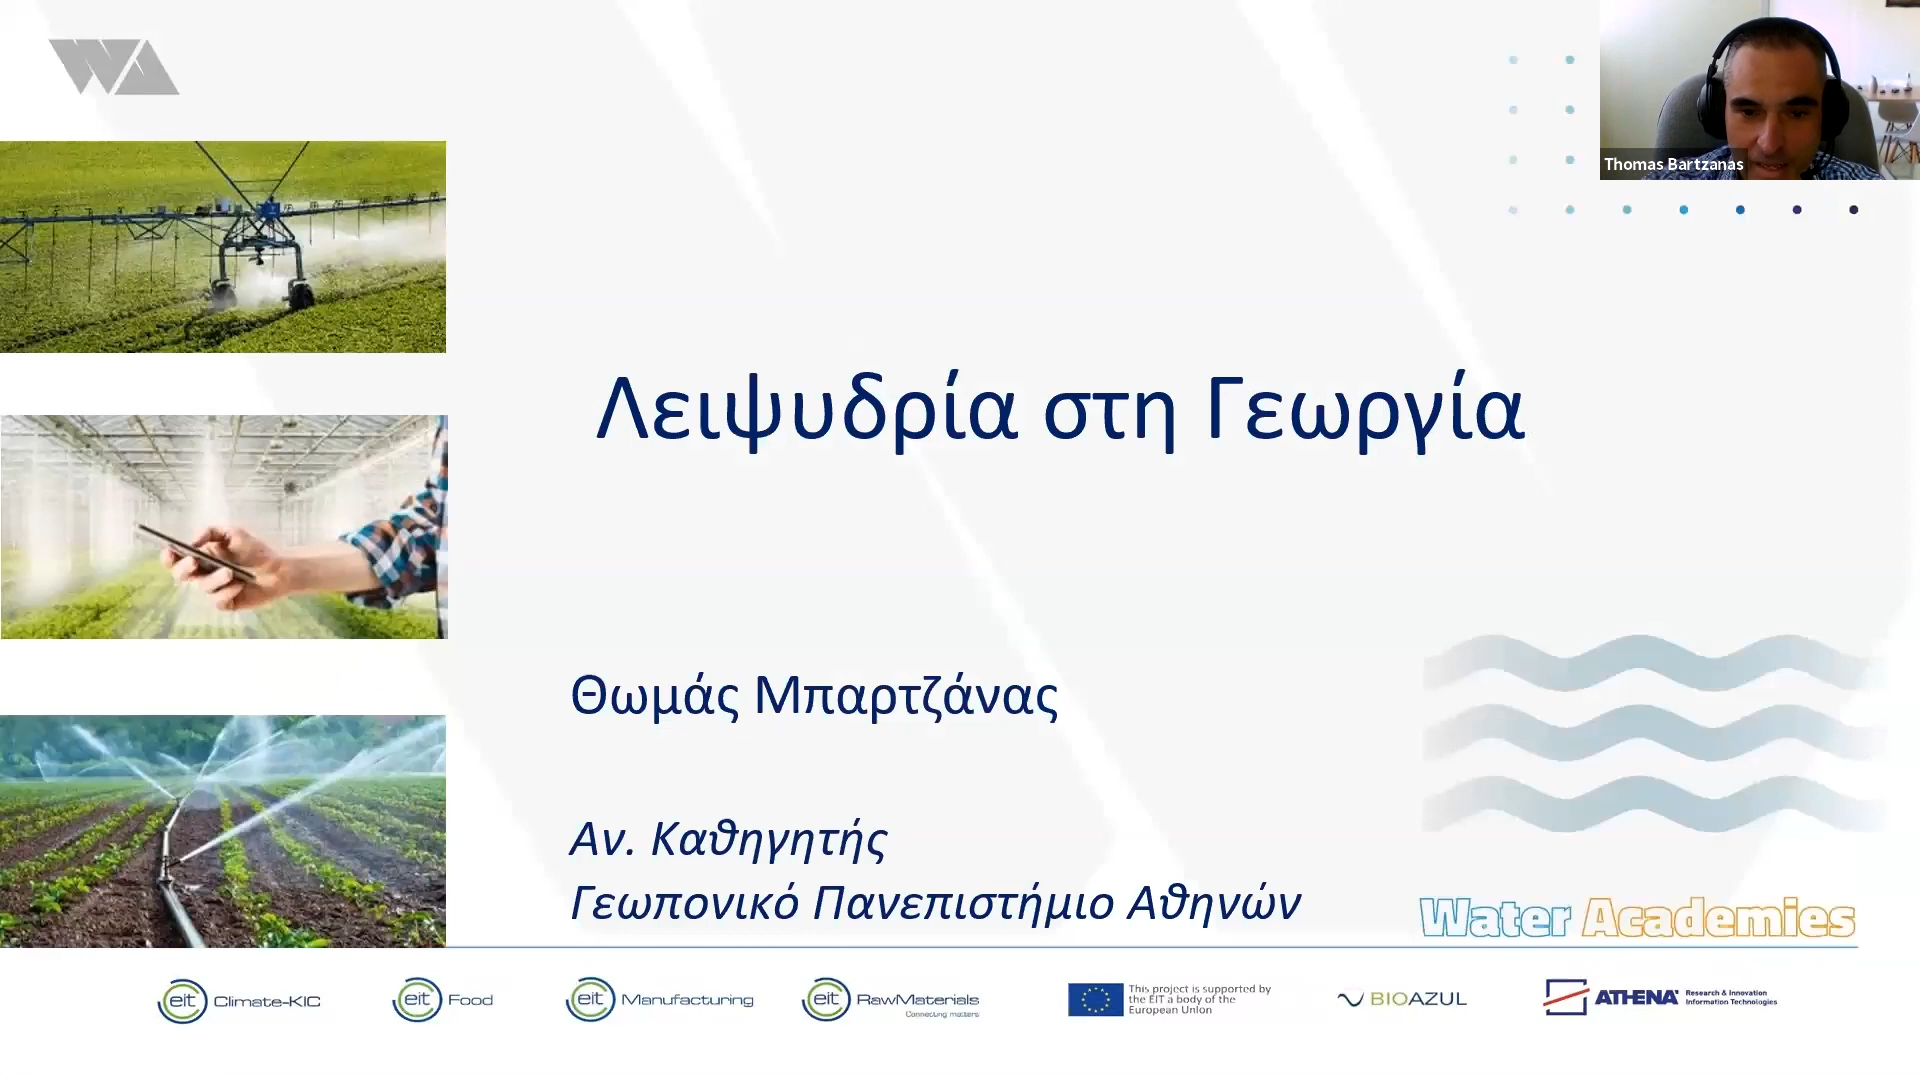 WA
Thomas Bartzanas
Λειψυδρία στη Γεωργία
Θωμάς Μπαρτζάνας
Αν. Καθηγητής
Γεωπονικό Πανεπιστήμιο Αθηνών
Water Academies
eit Climate-KIC
eit Food
eit Manufacturing
eit RawMaterials
Connecting matters
This project is supported by
the EIT a body of the
European Union
BIOAZUL
ATHENA
Research & Innovation
Information Technologies